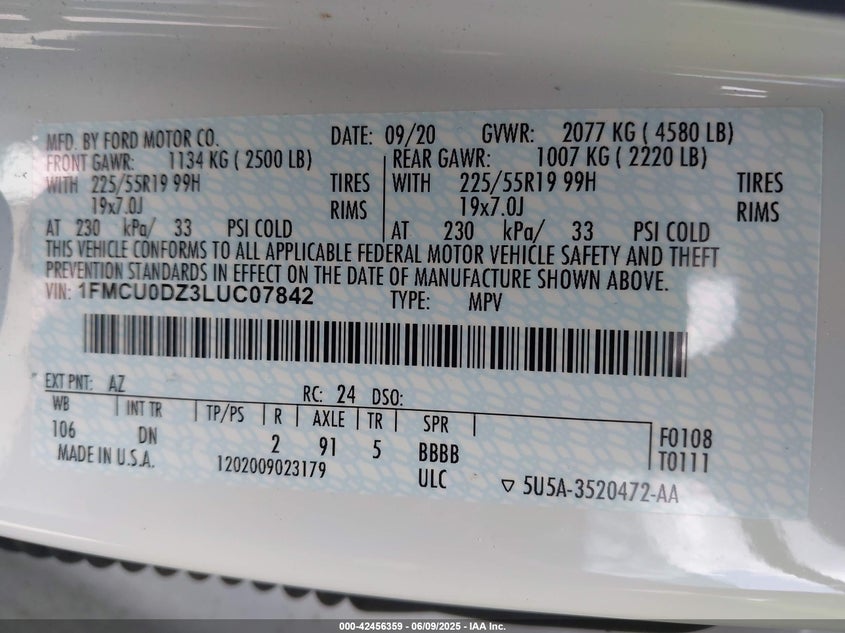 MFD. BY FORD MOTOR CO. DATE: 09/20 GVWR: 2077 KG ( 4580 LB)
FRONT GAWR: 1134 KG ( 2500 LB) REAR GAWR: 1007 KG ( 2220 LB)
WITH 225/55R19 99H TIRES WITH 225/55R19 99H TIRES
19x7.0J RIMS 19x7.0J RIMS
AT 230 kPa/ 33 PSI COLD AT 230 kPa/ 33 PSI COLD
THIS VEHICLE CONFORMS TO ALL APPLICABLE FEDERAL MOTOR VEHICLE SAFETY AND THEFT
PREVENTION STANDARDS IN EFFECT ON THE DATE OF MANUFACTURE SHOWN ABOVE.
VIN: 1FMCU0DZ3LUC07842 TYPE: MPV
EXT PNT: AZ RC: 24 DSO:
WB INT TR TP/PS R AXLE TR SPR
106 DN 2 91 5 BBBB F0108
MADE IN U.S.A. 1202009023179 ULC T0111
▽ 5U5A-3520472-AA
000-42456359 - 06/09/2025 - IAA Inc.